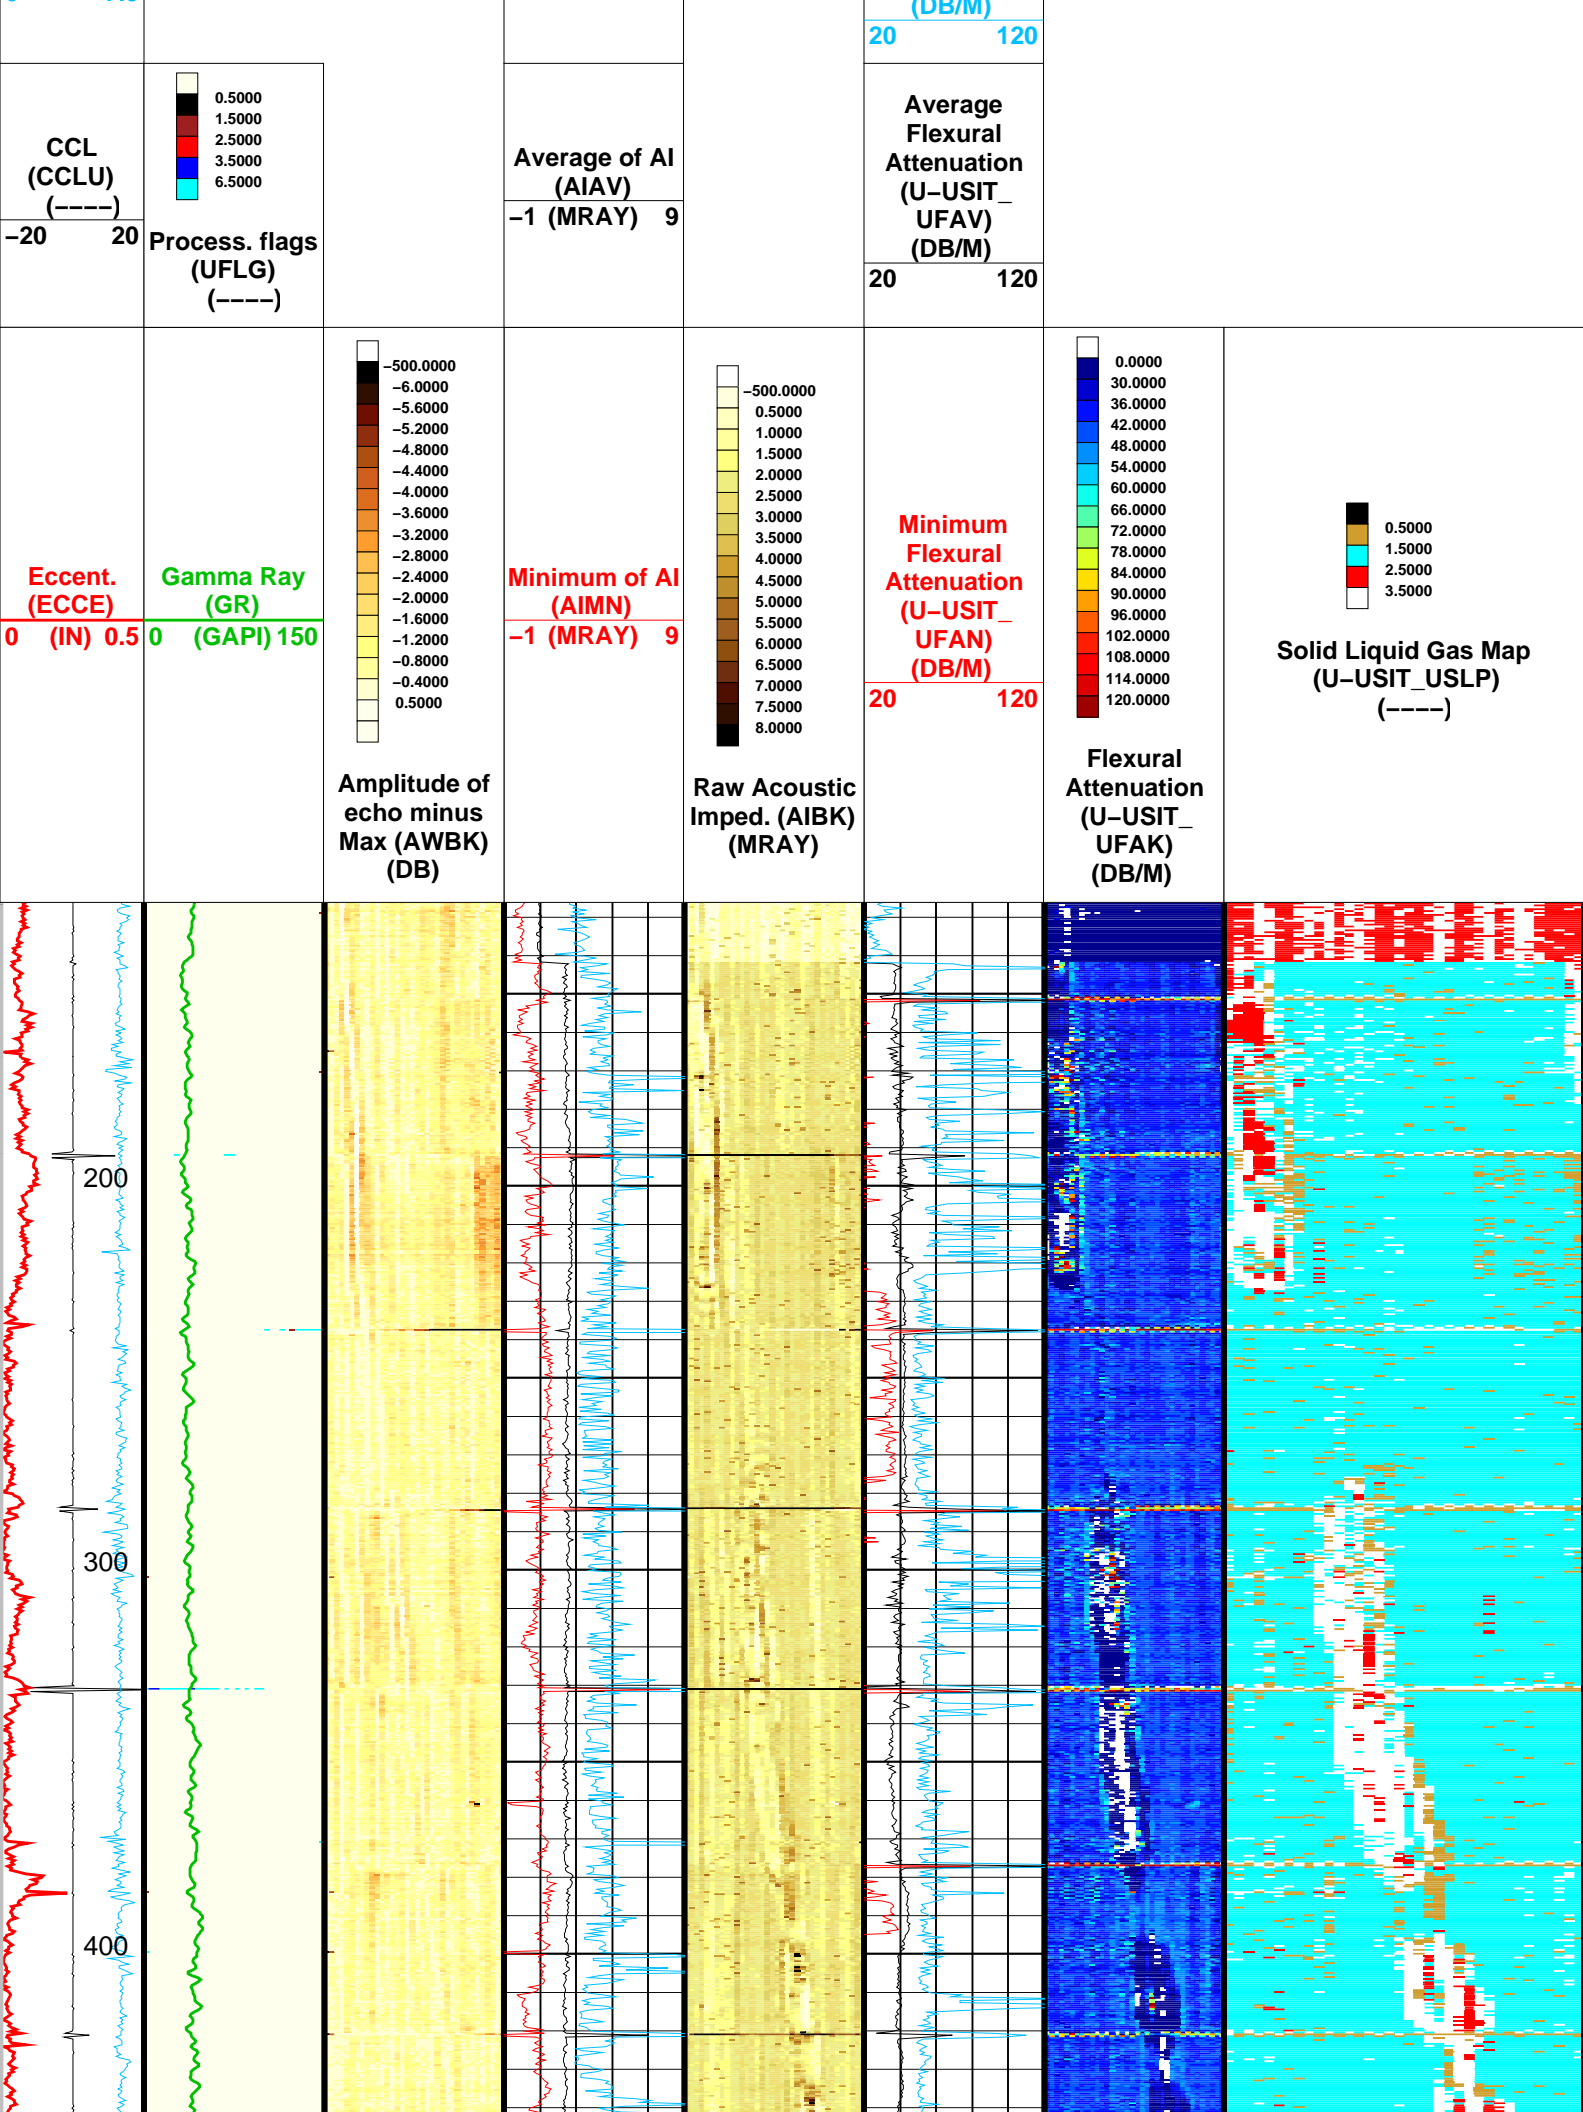 (DB/M)
20 120
CCL
(CCLU)
(----)
-20 20
0.5000
1.5000
2.5000
3.5000
6.5000
Process. flags
(UFLG)
(----)
Average of AI
(AIAV)
-1 (MRAY) 9
Average
Flexural
Attenuation
(U-USIT_
UFAV)
(DB/M)
20 120
Eccent.
(ECCE)
0 (IN) 0.5
Gamma Ray
(GR)
0 (GAPI) 150
-500.0000
-6.0000
-5.6000
-5.2000
-4.8000
-4.4000
-4.0000
-3.6000
-3.2000
-2.8000
-2.4000
-2.0000
-1.6000
-1.2000
-0.8000
-0.4000
0.5000
Amplitude of
echo minus
Max (AWBK)
(DB)
Minimum of AI
(AIMN)
-1 (MRAY) 9
-500.0000
0.5000
1.0000
1.5000
2.0000
2.5000
3.0000
3.5000
4.0000
4.5000
5.0000
5.5000
6.0000
6.5000
7.0000
7.5000
8.0000
Raw Acoustic
Imped. (AIBK)
(MRAY)
Minimum
Flexural
Attenuation
(U-USIT_
UFAN)
(DB/M)
20 120
0.0000
30.0000
36.0000
42.0000
48.0000
54.0000
60.0000
66.0000
72.0000
78.0000
84.0000
90.0000
96.0000
102.0000
108.0000
114.0000
120.0000
Flexural
Attenuation
(U-USIT_
UFAK)
(DB/M)
0.5000
1.5000
2.5000
3.5000
Solid Liquid Gas Map
(U-USIT_USLP)
(----)
200
300
400